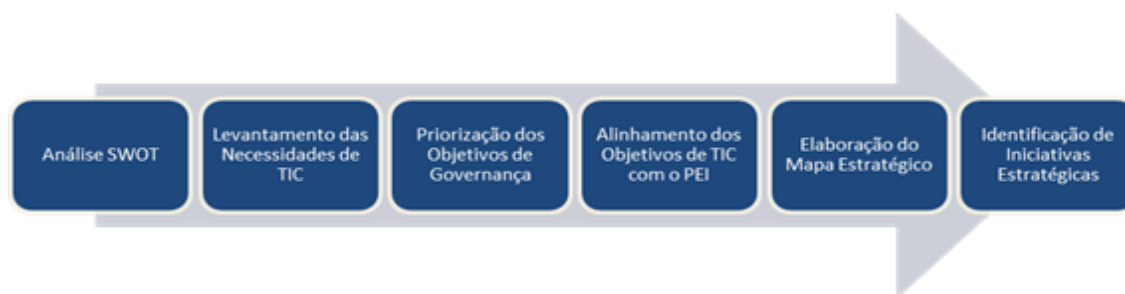 Análise SWOT
Levantamento das
Necessidades de
TIC
Priorização dos
Objetivos de
Governança
Alinhamento dos
Objetivos de TIC
com o PEI
Elaboração do
Mapa Estratégico
Identificação de
Iniciativas
Estratégicas